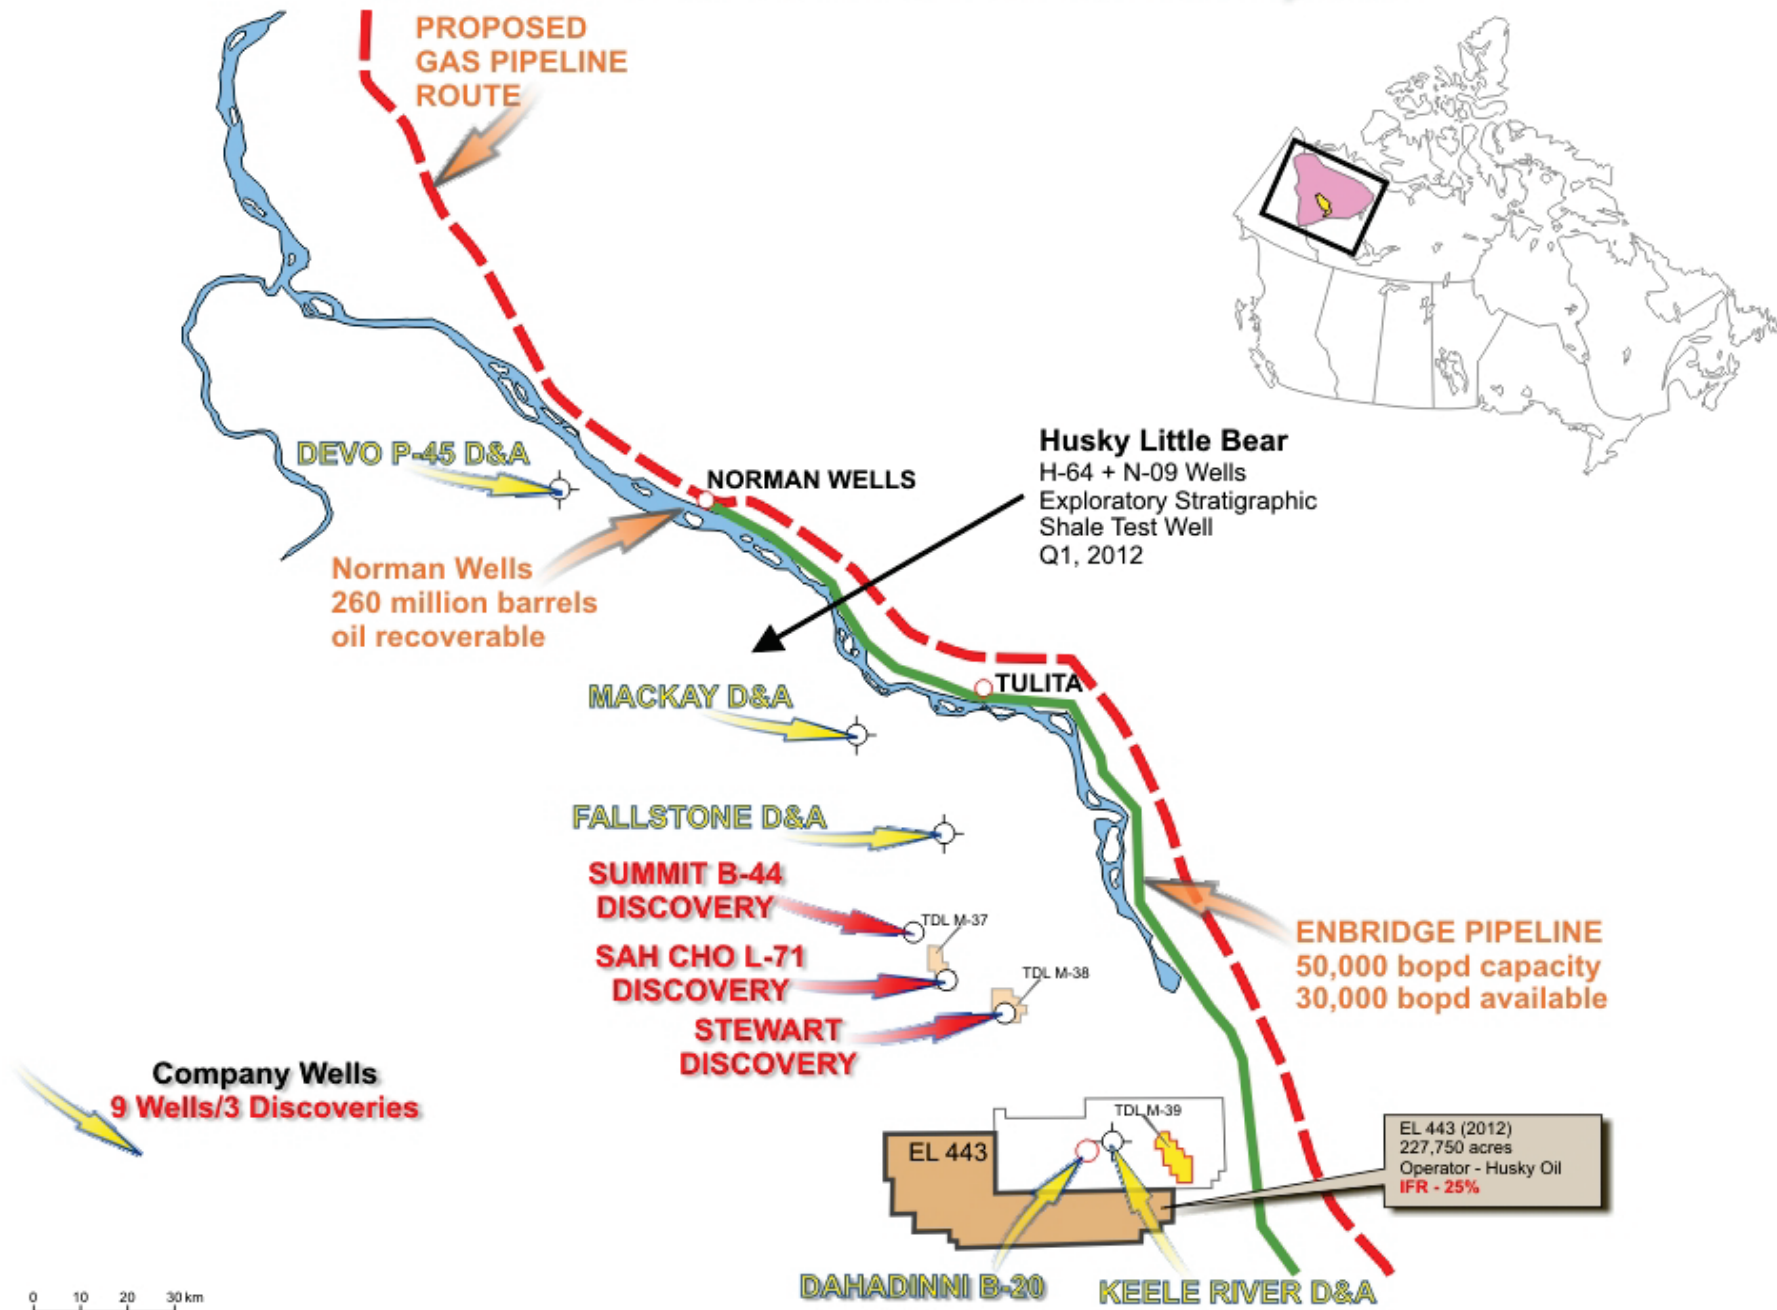 PROPOSED
GAS PIPELINE
ROUTE
DEVO P-45 D&A
NORMAN WELLS
Husky Little Bear
H-64 + N-09 Wells
Exploratory Stratigraphic
Shale Test Well
Q1, 2012
Norman Wells
260 million barrels
oil recoverable
MACKAY D&A
TULITA
FALLSTONE D&A
SUMMIT B-44
DISCOVERY
TDL M-37
SAH CHO L-71
DISCOVERY
TDL M-38
STEWART
DISCOVERY
ENBRIDGE PIPELINE
50,000 bopd capacity
30,000 bopd available
Company Wells
9 Wells/3 Discoveries
TDL M-39
EL 443
EL 443 (2012)
227,750 acres
Operator - Husky Oil
IFR - 25%
DAHADINNI B-20
KEELE RIVER D&A
0 10 20 30 km